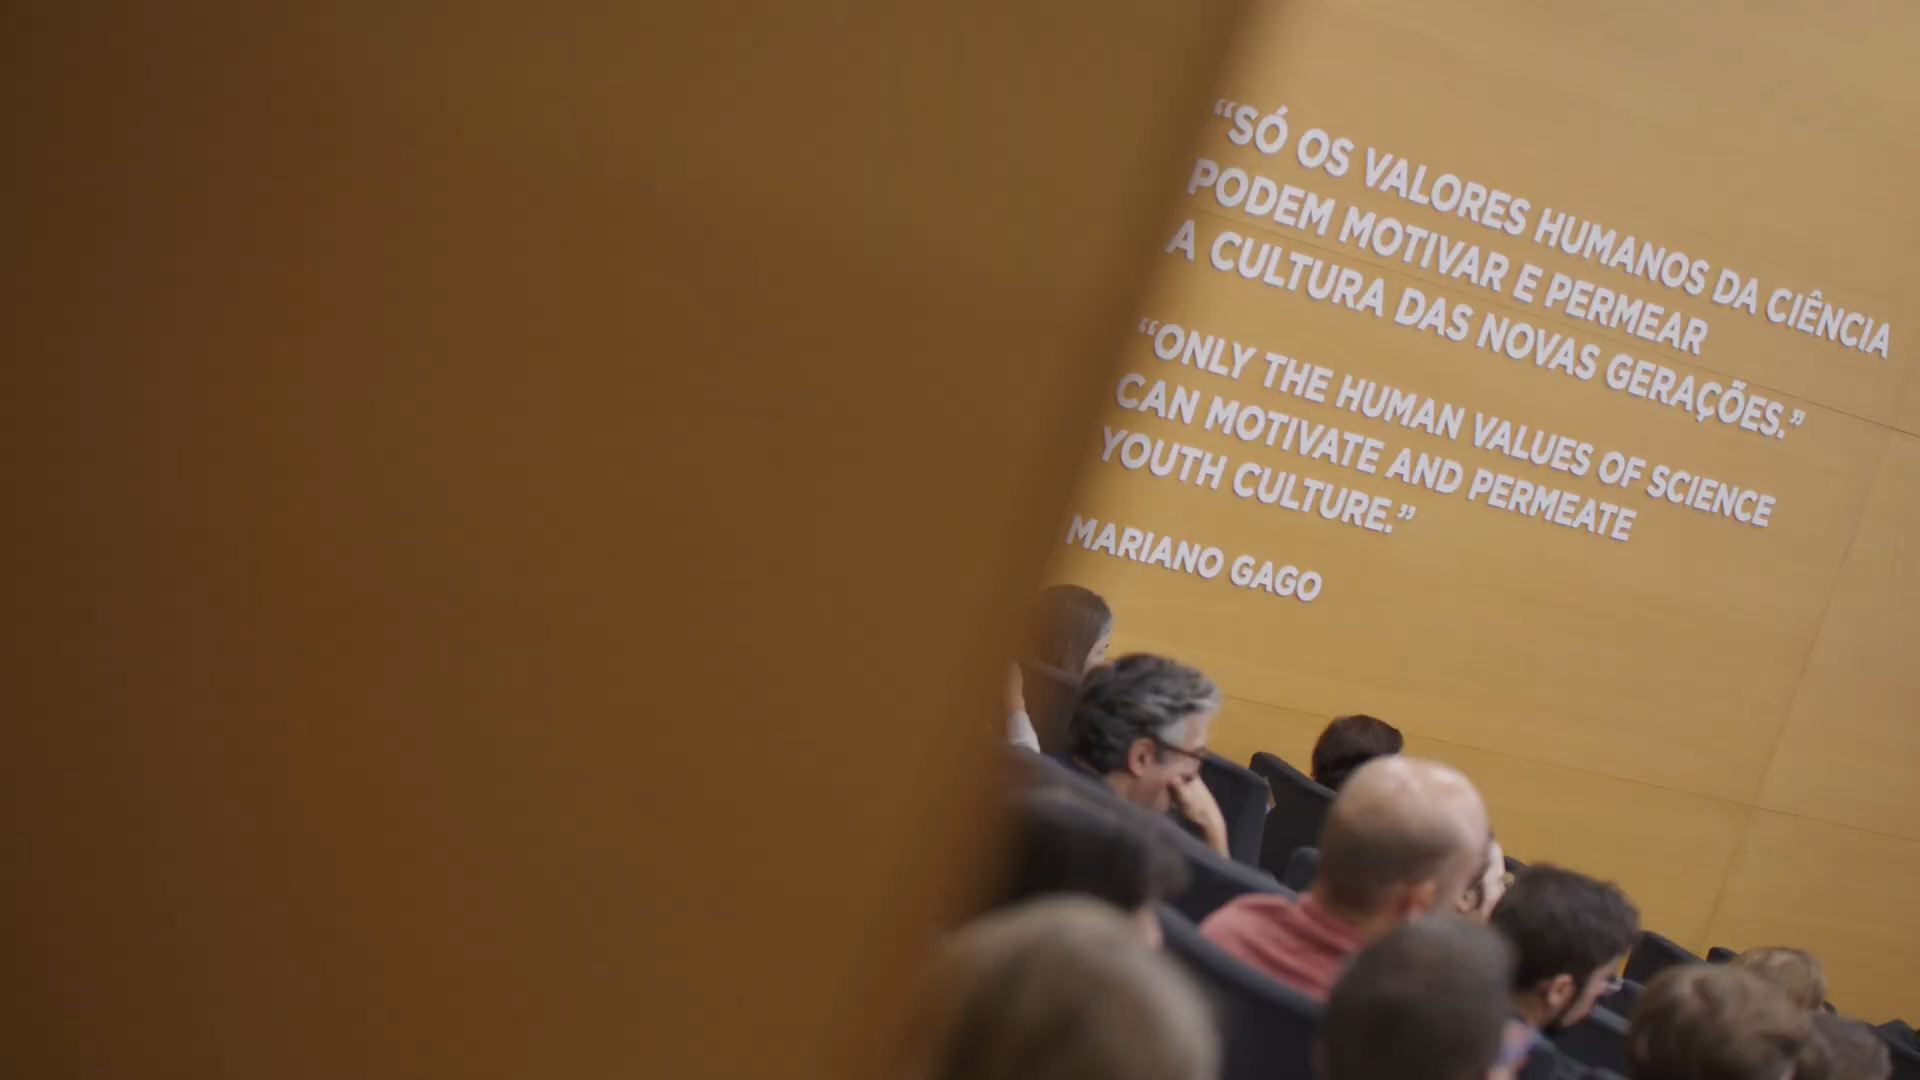 “SÓ OS VALORES HUMANOS DA CIÊNCIA
PODEM MOTIVAR E PERMEAR
A CULTURA DAS NOVAS GERAÇÕES.”
“ONLY THE HUMAN VALUES OF SCIENCE
CAN MOTIVATE AND PERMEATE
YOUTH CULTURE.”
MARIANO GAGO